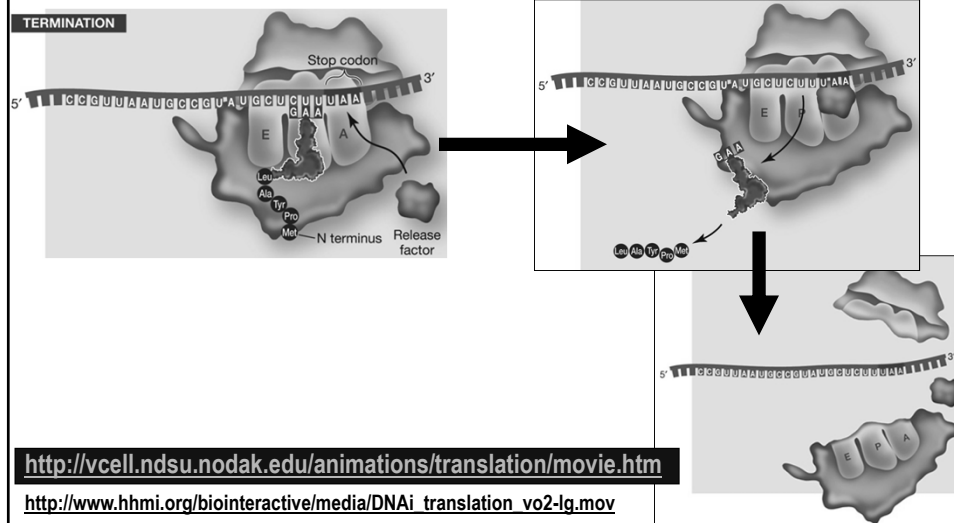 TERMINATION
Stop codon
5′ CCGUUAAUGCCGUAUGCUCUUUAA 3′
GAA
E A
Leu
Ala
Tyr
Pro
Met
N terminus
Release
factor
5′ CCGUUAAUGCCGUAUGCUCUUUAA 3′
E P
GAA
Leu Ala Tyr Pro Met
5′ CCGUUAAUGCCGUAUGCUCUUUAA 3′
E P A
http://vcell.ndsu.nodak.edu/animations/translation/movie.htm
http://www.hhmi.org/biointeractive/media/DNAi_translation_vo2-lg.mov